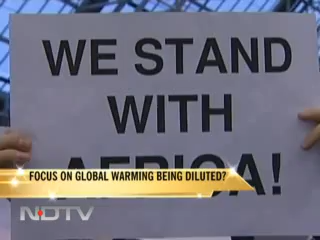 WE STAND
WITH
AFRICA!
FOCUS ON GLOBAL WARMING BEING DILUTED?
NDTV